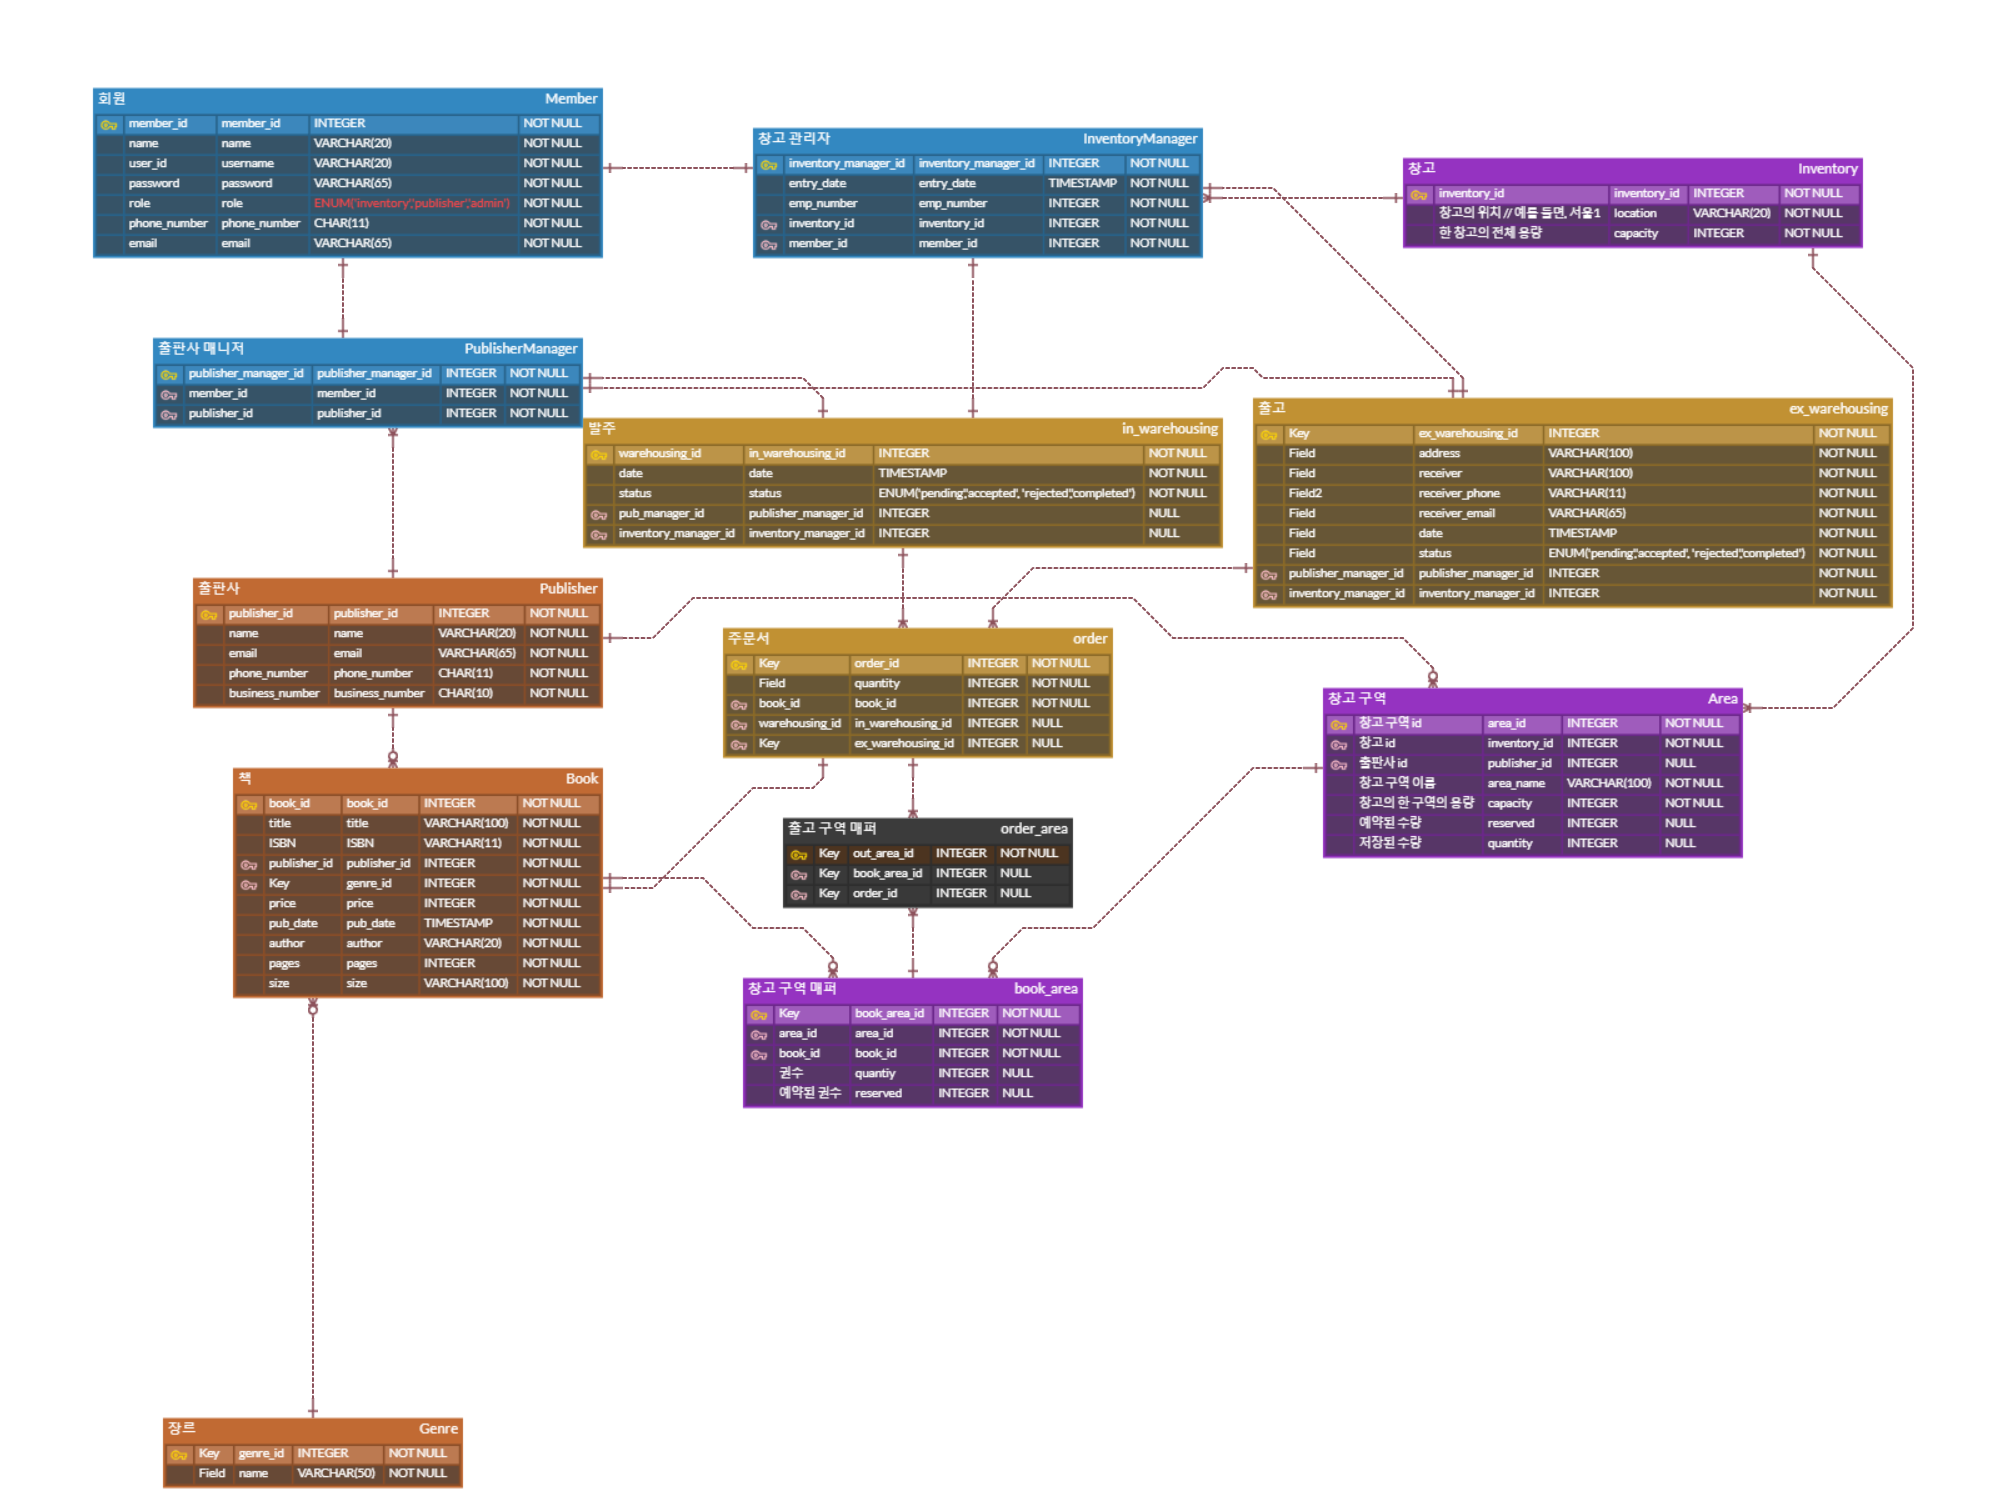 회원 Member
member_id member_id INTEGER NOT NULL
name name VARCHAR(20) NOT NULL
user_id username VARCHAR(20) NOT NULL
password password VARCHAR(65) NOT NULL
role role ENUM('inventory','publisher','admin') NOT NULL
phone_number phone_number CHAR(11) NOT NULL
email email VARCHAR(65) NOT NULL
창고 관리자 InventoryManager
inventory_manager_id inventory_manager_id INTEGER NOT NULL
entry_date entry_date TIMESTAMP NOT NULL
emp_number emp_number INTEGER NOT NULL
inventory_id inventory_id INTEGER NOT NULL
member_id member_id INTEGER NOT NULL
창고 Inventory
inventory_id inventory_id INTEGER NOT NULL
창고의 위치 // 예를 들면, 서울1 location VARCHAR(20) NOT NULL
한 창고의 전체 용량 capacity INTEGER NOT NULL
출판사 매니저 PublisherManager
publisher_manager_id publisher_manager_id INTEGER NOT NULL
member_id member_id INTEGER NOT NULL
publisher_id publisher_id INTEGER NOT NULL
발주 in_warehousing
warehousing_id in_warehousing_id INTEGER NOT NULL
date date TIMESTAMP NOT NULL
status status ENUM('pending','accepted', 'rejected','completed') NOT NULL
pub_manager_id publisher_manager_id INTEGER NULL
inventory_manager_id inventory_manager_id INTEGER NULL
출고 ex_warehousing
Key ex_warehousing_id INTEGER NOT NULL
Field address VARCHAR(100) NOT NULL
Field receiver VARCHAR(100) NOT NULL
Field2 receiver_phone VARCHAR(11) NOT NULL
Field receiver_email VARCHAR(65) NOT NULL
Field date TIMESTAMP NOT NULL
Field status ENUM('pending','accepted', 'rejected','completed') NOT NULL
publisher_manager_id publisher_manager_id INTEGER NOT NULL
inventory_manager_id inventory_manager_id INTEGER NOT NULL
출판사 Publisher
publisher_id publisher_id INTEGER NOT NULL
name name VARCHAR(20) NOT NULL
email email VARCHAR(65) NOT NULL
phone_number phone_number CHAR(11) NOT NULL
business_number business_number CHAR(10) NOT NULL
주문서 order
Key order_id INTEGER NOT NULL
Field quantity INTEGER NOT NULL
book_id book_id INTEGER NOT NULL
warehousing_id in_warehousing_id INTEGER NULL
Key ex_warehousing_id INTEGER NULL
창고 구역 Area
창고 구역 id area_id INTEGER NOT NULL
창고 id inventory_id INTEGER NOT NULL
출판사 id publisher_id INTEGER NULL
창고 구역 이름 area_name VARCHAR(100) NOT NULL
창고의 한 구역의 용량 capacity INTEGER NOT NULL
예약된 수량 reserved INTEGER NULL
저장된 수량 quantity INTEGER NULL
책 Book
book_id book_id INTEGER NOT NULL
title title VARCHAR(100) NOT NULL
ISBN ISBN VARCHAR(11) NOT NULL
publisher_id publisher_id INTEGER NOT NULL
Key genre_id INTEGER NOT NULL
price price INTEGER NOT NULL
pub_date pub_date TIMESTAMP NOT NULL
author author VARCHAR(20) NOT NULL
pages pages INTEGER NOT NULL
size size VARCHAR(100) NOT NULL
출고 구역 매퍼 order_area
Key out_area_id INTEGER NOT NULL
Key book_area_id INTEGER NULL
Key order_id INTEGER NULL
창고 구역 매퍼 book_area
Key book_area_id INTEGER NOT NULL
area_id area_id INTEGER NOT NULL
book_id book_id INTEGER NOT NULL
권수 quantiy INTEGER NULL
예약된 권수 reserved INTEGER NULL
장르 Genre
Key genre_id INTEGER NOT NULL
Field name VARCHAR(50) NOT NULL